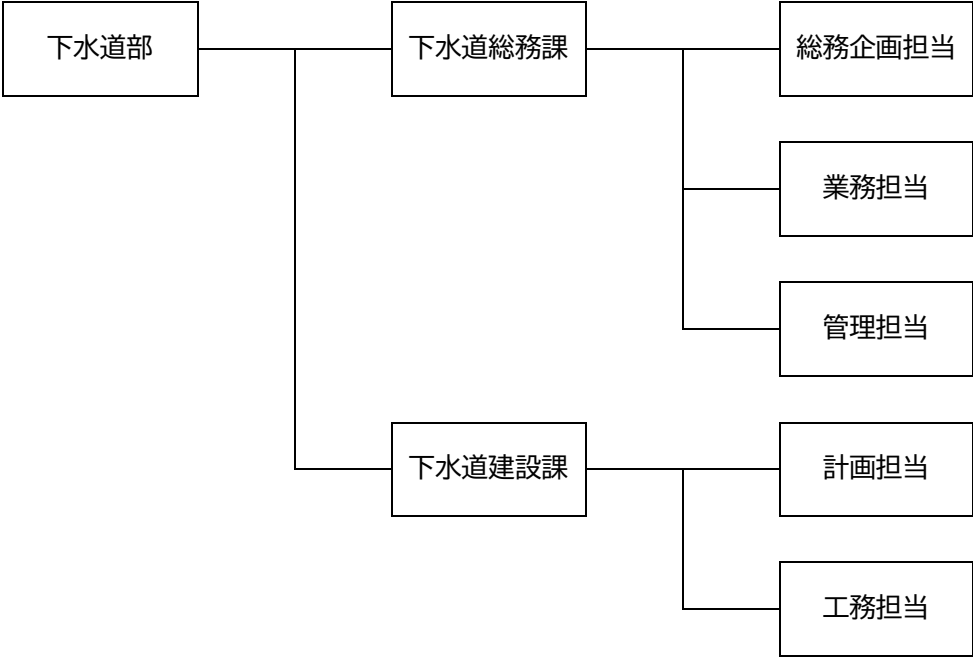 下水道部
下水道総務課
総務企画担当
業務担当
管理担当
下水道建設課
計画担当
工務担当